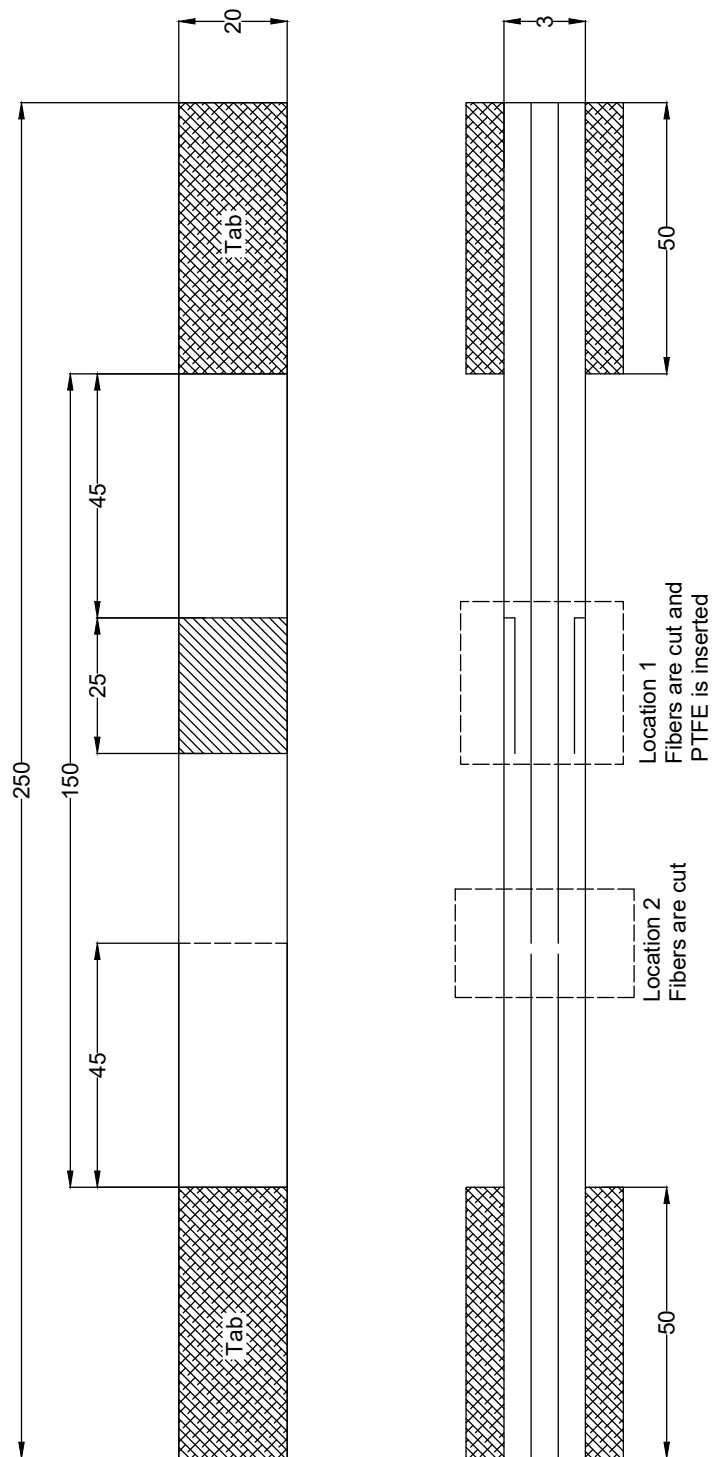 250
150
45
25
45
20
Tab
Tab
3
50
50
Location 1
Fibers are cut and
PTFE is inserted
Location 2
Fibers are cut